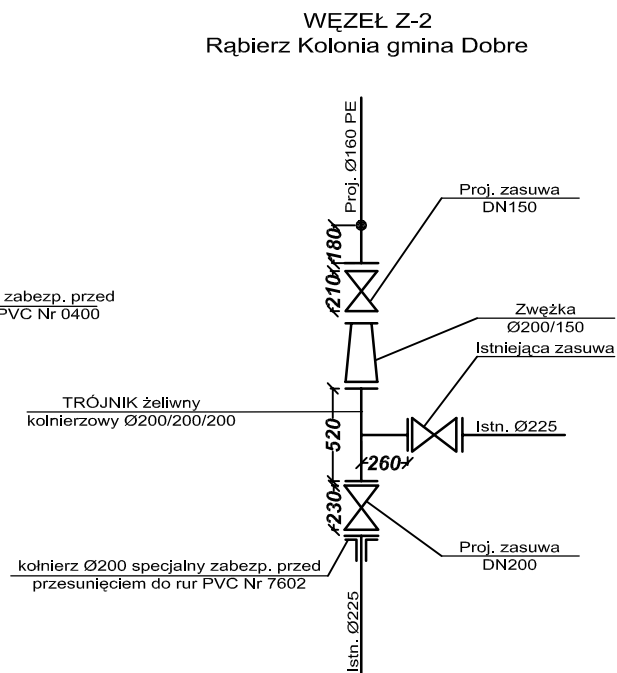 WĘZEŁ Z-2
Rąbierz Kolonia gmina Dobre
Proj. Ø160 PE
Proj. zasuwa
DN150
180
210
zabezp. przed
PVC Nr 0400
Zwężka
Ø200/150
Istniejąca zasuwa
TRÓJNIK żeliwny
kolnierzowy Ø200/200/200
520
Istn. Ø225
260
230
Proj. zasuwa
DN200
kołnierz Ø200 specjalny zabezp. przed
przesunięciem do rur PVC Nr 7602
Istn. Ø225